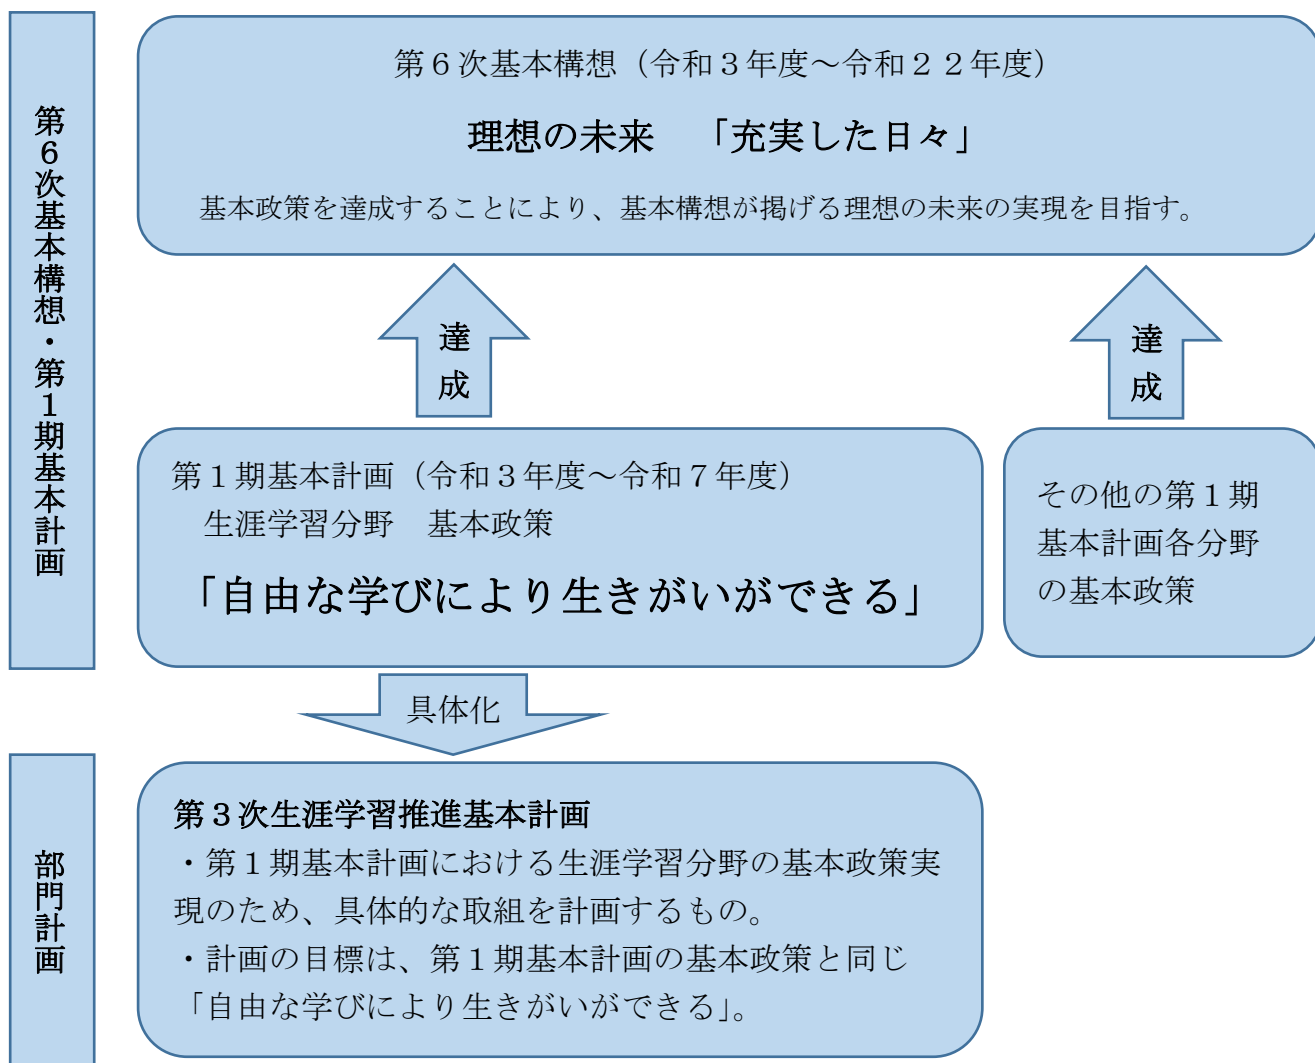 第６次基本構想・第１期基本計画
第６次基本構想（令和３年度～令和２２年度）
理想の未来　「充実した日々」
基本政策を達成することにより、基本構想が掲げる理想の未来の実現を目指す。
達成
達成
第１期基本計画（令和３年度～令和７年度）
生涯学習分野　基本政策
「自由な学びにより生きがいができる」
その他の第１期
基本計画各分野
の基本政策
具体化
部門計画
第３次生涯学習推進基本計画
・第１期基本計画における生涯学習分野の基本政策実
現のため、具体的な取組を計画するもの。
・計画の目標は、第１期基本計画の基本政策と同じ
「自由な学びにより生きがいができる」。